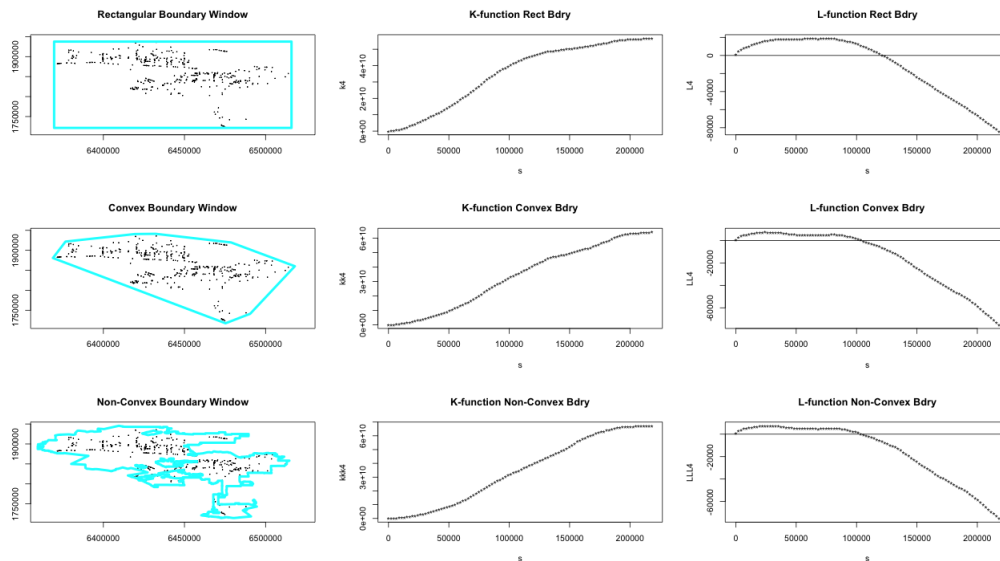 Rectangular Boundary Window
1750000 1900000
6400000 6450000 6500000
K-function Rect Bdry
k4
0e+00 2e+10 4e+10
0 50000 100000 150000 200000
s
L-function Rect Bdry
L4
-80000 -40000 0
0 50000 100000 150000 200000
s
Convex Boundary Window
1750000 1900000
6400000 6450000 6500000
K-function Convex Bdry
kk4
0e+00 3e+10 6e+10
0 50000 100000 150000 200000
s
L-function Convex Bdry
LL4
-60000 -20000
0 50000 100000 150000 200000
s
Non-Convex Boundary Window
1750000 1900000
6400000 6450000 6500000
K-function Non-Convex Bdry
kkk4
0e+00 3e+10 6e+10
0 50000 100000 150000 200000
s
L-function Non-Convex Bdry
LLL4
-60000 -20000
0 50000 100000 150000 200000
s